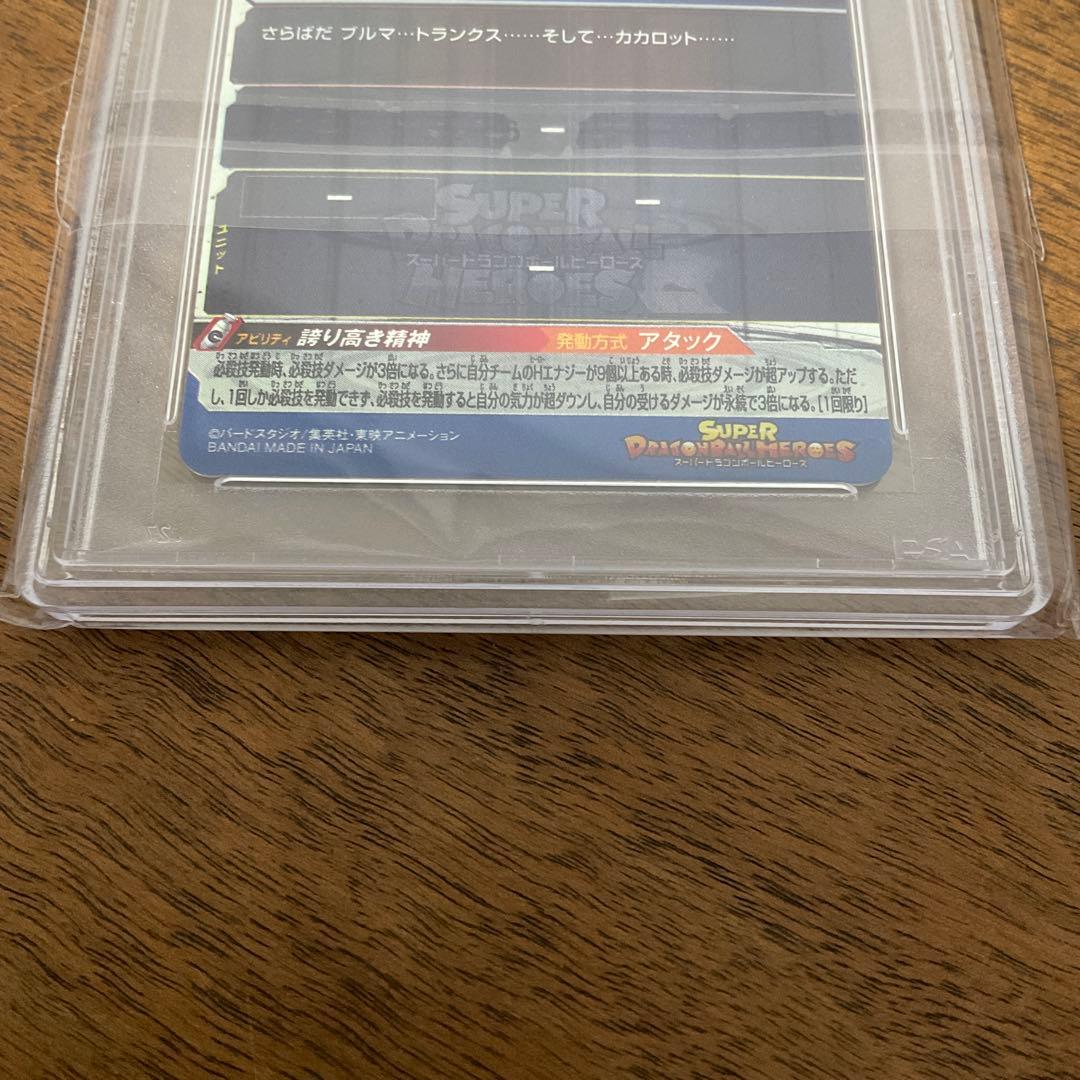 さらばだ ブルマ…トランクス……そして…カカロット……
ー
ー ー
SUPER
DRAGONBALL
スーパードラゴンボールヒーローズ
HEROES
ユニット
ー
アビリティ 誇り高き精神 発動方式 アタック
必殺技発動時、必殺技ダメージが3倍になる。さらに自分チームのHエナジーが9個以上ある時、必殺技ダメージが超アップする。ただ
し、1回しか必殺技を発動できず、必殺技を発動すると自分の気力が超ダウンし、自分の受けるダメージが永続で3倍になる。[1回限り]
©バードスタジオ/集英社・東映アニメーション
BANDAI MADE IN JAPAN
SUPER
DRAGONBALL HEROES
スーパードラゴンボールヒーローズ
PSA